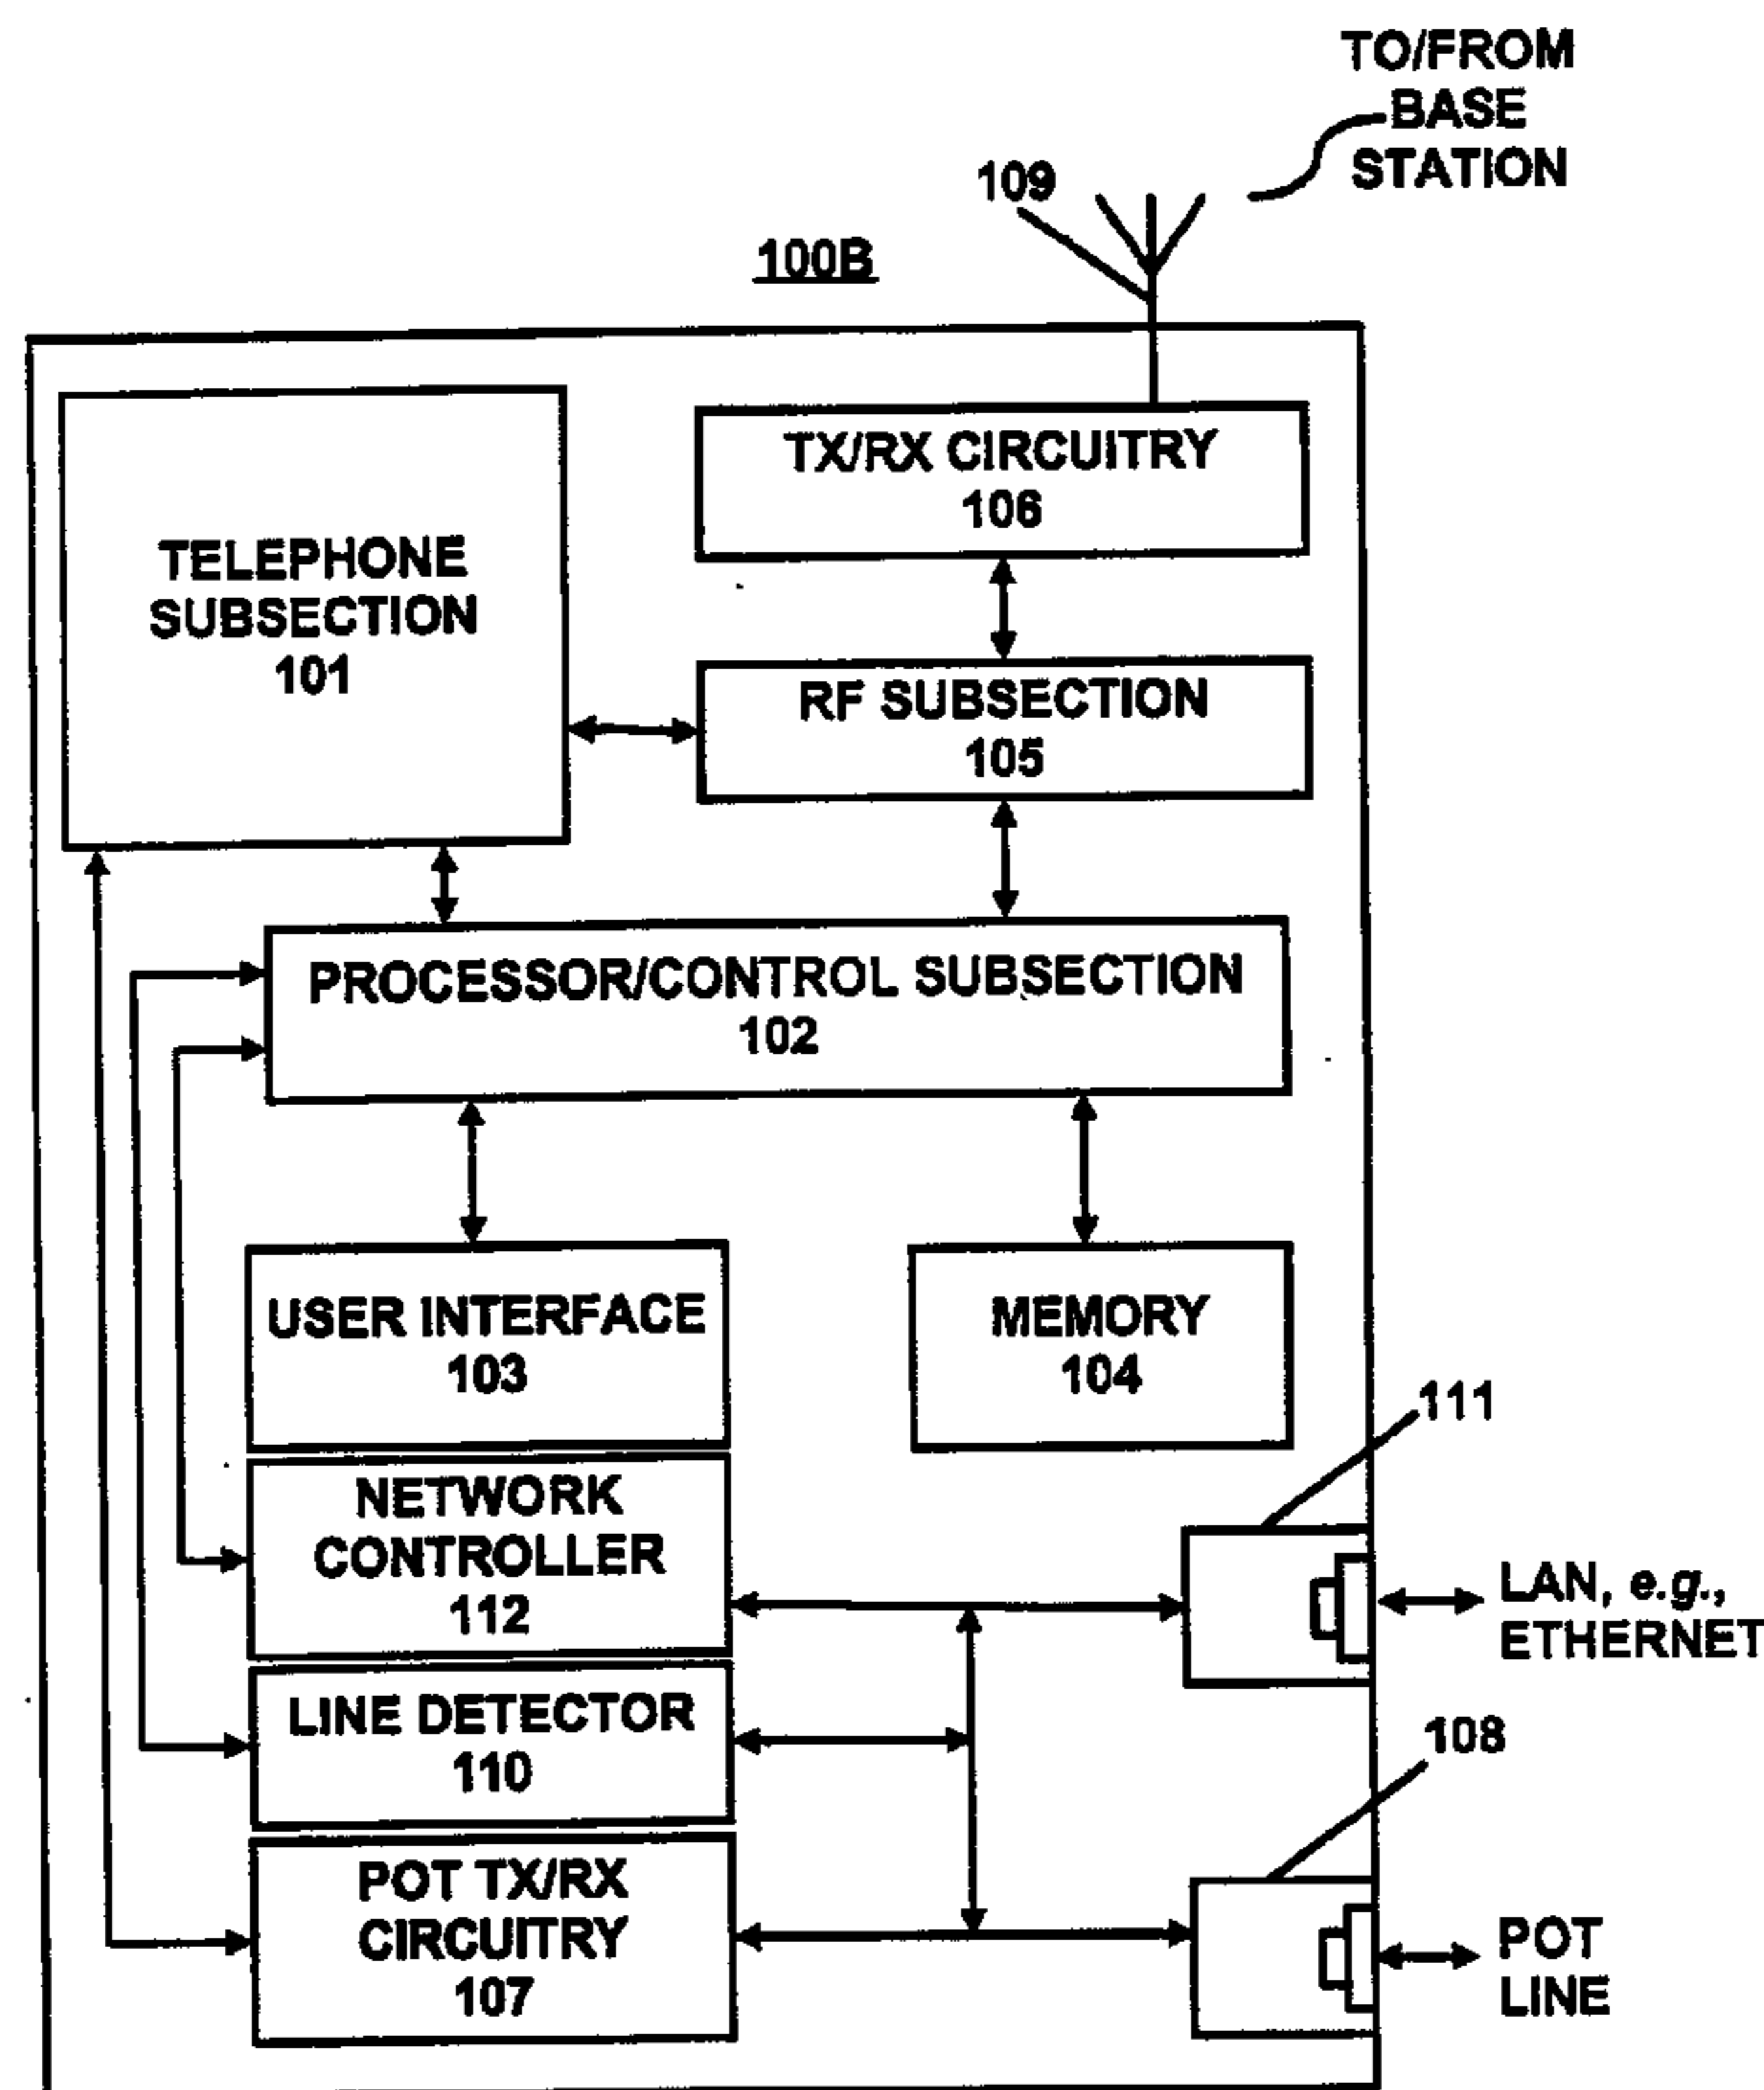 TO/FROM
BASE
STATION
109
100B
TX/RX CIRCUITRY
106
TELEPHONE
SUBSECTION
101
RF SUBSECTION
105
PROCESSOR/CONTROL SUBSECTION
102
USER INTERFACE
103
MEMORY
104
111
NETWORK
CONTROLLER
112
LAN, e.g.,
ETHERNET
LINE DETECTOR
110
108
POT TX/RX
CIRCUITRY
107
POT
LINE